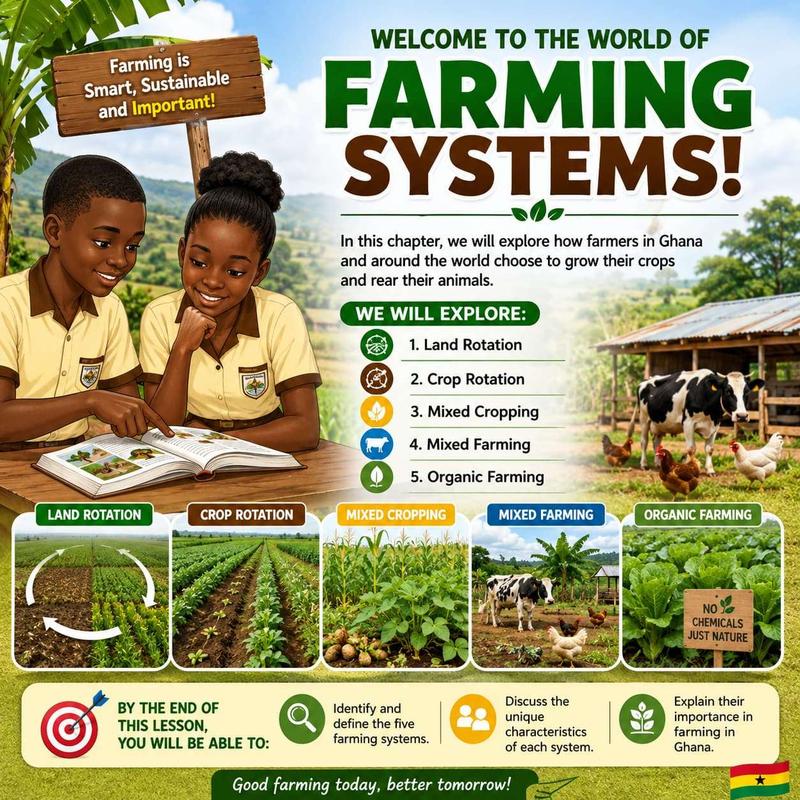 Farming is
Smart, Sustainable
and Important!
WELCOME TO THE WORLD OF
FARMING
SYSTEMS!
In this chapter, we will explore how farmers in Ghana
and around the world choose to grow their crops
and rear their animals.
WE WILL EXPLORE:
1. Land Rotation
2. Crop Rotation
3. Mixed Cropping
4. Mixed Farming
5. Organic Farming
LAND ROTATION
CROP ROTATION
MIXED CROPPING
MIXED FARMING
ORGANIC FARMING
NO
CHEMICALS
JUST NATURE
BY THE END OF
THIS LESSON,
YOU WILL BE ABLE TO:
Identify and
define the five
farming systems.
Discuss the
unique
characteristics
of each system.
Explain their
importance in
farming in
Ghana.
Good farming today, better tomorrow!